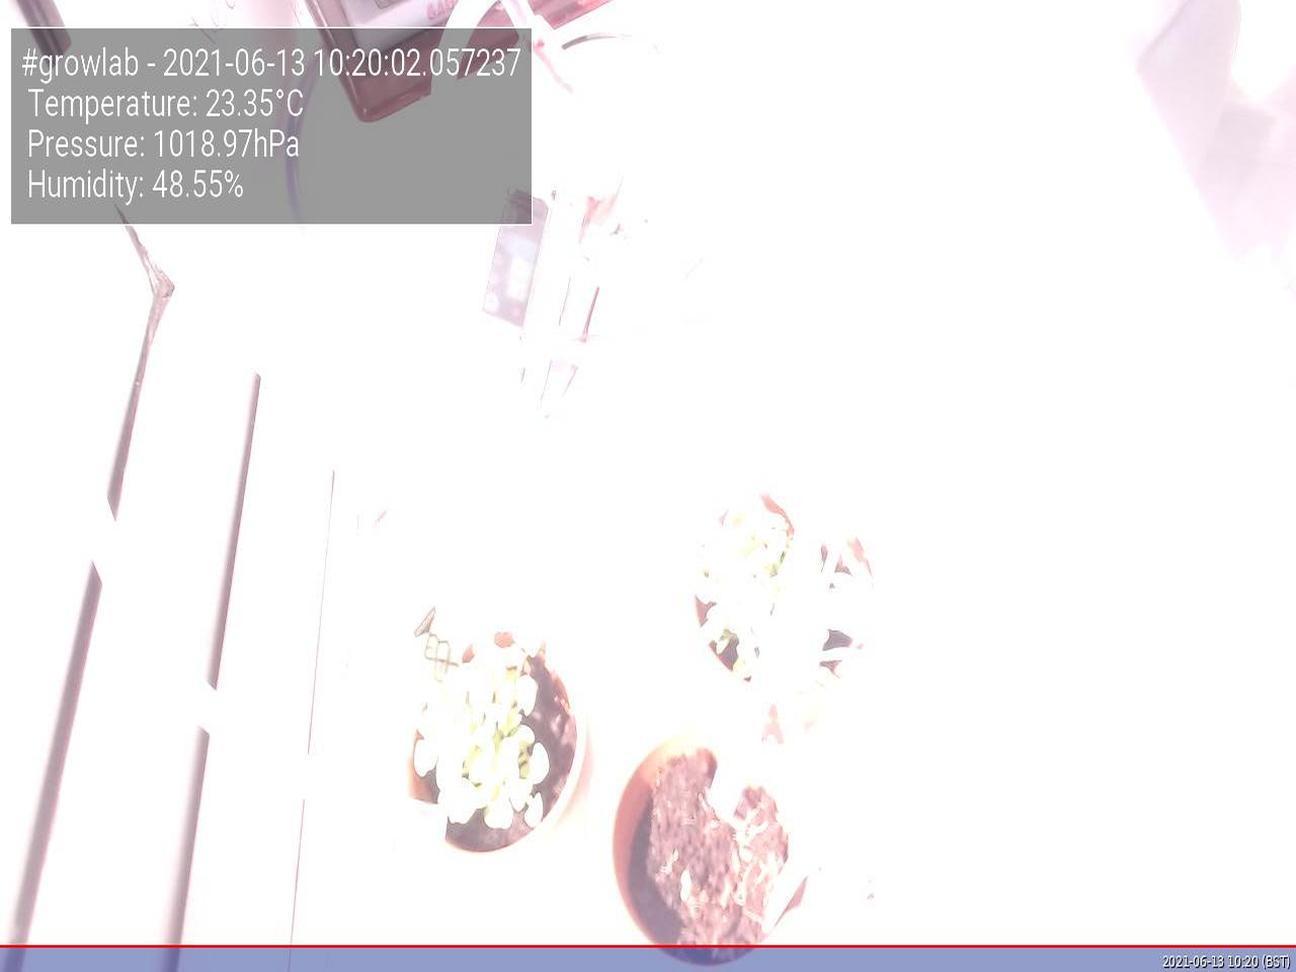 #growlab - 2021-06-13 10:20:02.057237
Temperature: 23.35°C
Pressure: 1018.97hPa
Humidity: 48.55%
2021-06-13 10:20 (BST)